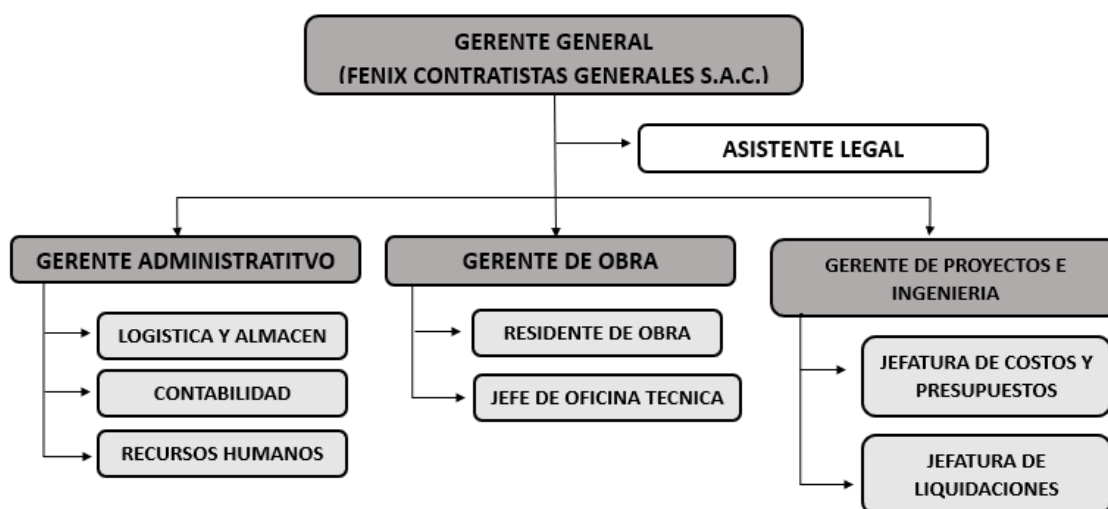 GERENTE GENERAL
(FENIX CONTRATISTAS GENERALES S.A.C.)
ASISTENTE LEGAL
GERENTE ADMINISTRATITVO
LOGISTICA Y ALMACEN
CONTABILIDAD
RECURSOS HUMANOS
GERENTE DE OBRA
RESIDENTE DE OBRA
JEFE DE OFICINA TECNICA
GERENTE DE PROYECTOS E
INGENIERIA
JEFATURA DE COSTOS Y
PRESUPUESTOS
JEFATURA DE
LIQUIDACIONES